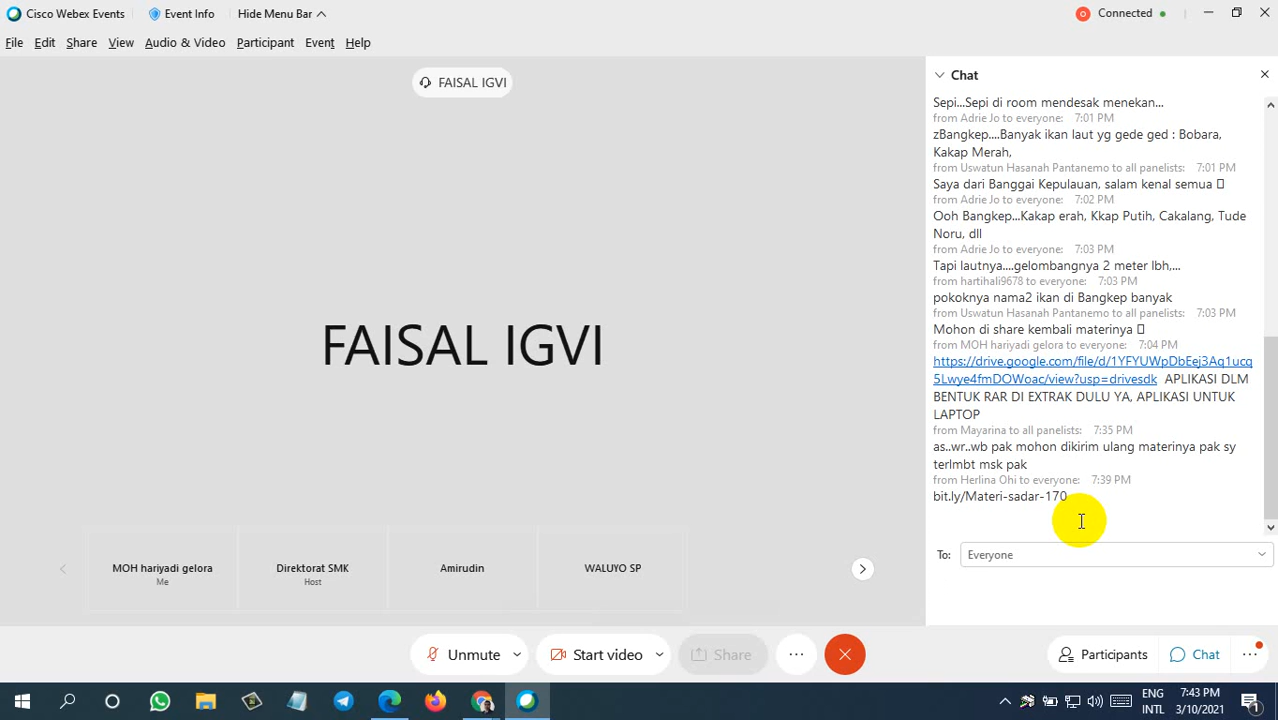 Cisco Webex Events
Event Info
Hide Menu Bar
Connected
File Edit Share View Audio & Video Participant Event Help
FAISAL IGVI
FAISAL IGVI
MOH hariyadi gelora
Me
Direktorat SMK
Host
Amirudin
WALUYO SP
Chat
Sepi...Sepi di room mendesak menekan...
from Adrie Jo to everyone: 7:01 PM
zBangkep....Banyak ikan laut yg gede ged : Bobara,
Kakap Merah,
from Uswatun Hasanah Pantanemo to all panelists: 7:01 PM
Saya dari Banggai Kepulauan, salam kenal semua
from Adrie Jo to everyone: 7:02 PM
Ooh Bangkep...Kakap erah, Kkap Putih, Cakalang, Tude
Noru, dll
from Adrie Jo to everyone: 7:03 PM
Tapi lautnya....gelombangnya 2 meter lbh,...
from hartihali9678 to everyone: 7:03 PM
pokoknya nama2 ikan di Bangkep banyak
from Uswatun Hasanah Pantanemo to all panelists: 7:03 PM
Mohon di share kembali materinya
from MOH hariyadi gelora to everyone: 7:04 PM
https://drive.google.com/file/d/1YFYUWpDbEej3Aq1ucq
5Lwye4fmDOWoac/view?usp=drivesdk APLIKASI DLM
BENTUK RAR DI EXTRAK DULU YA, APLIKASI UNTUK
LAPTOP
from Mayarina to all panelists: 7:35 PM
as..wr..wb pak mohon dikirim ulang materinya pak sy
terlmbt msk pak
from Herlina Ohi to everyone: 7:39 PM
bit.ly/Materi-sadar-170
To: Everyone
Unmute
Start video
Share
Participants
Chat
ENG
INTL
7:43 PM
3/10/2021
1